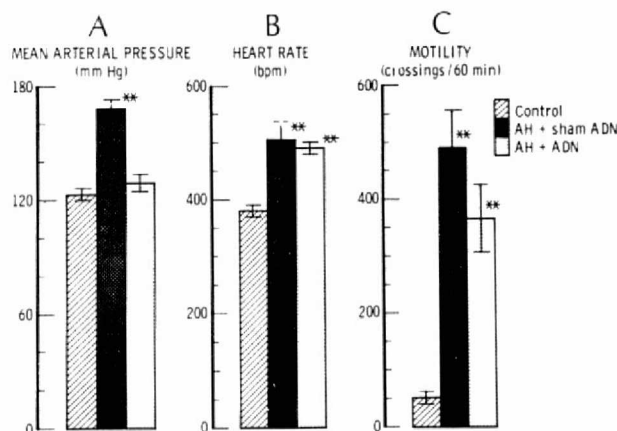 A
MEAN ARTERIAL PRESSURE
(mm Hg)
180
120
60
0
**
B
HEART RATE
(bpm)
600
400
200
0
**
**
C
MOTILITY
(crossings/60 min)
600
400
200
0
**
**
Control
AH + sham ADN
AH + ADN